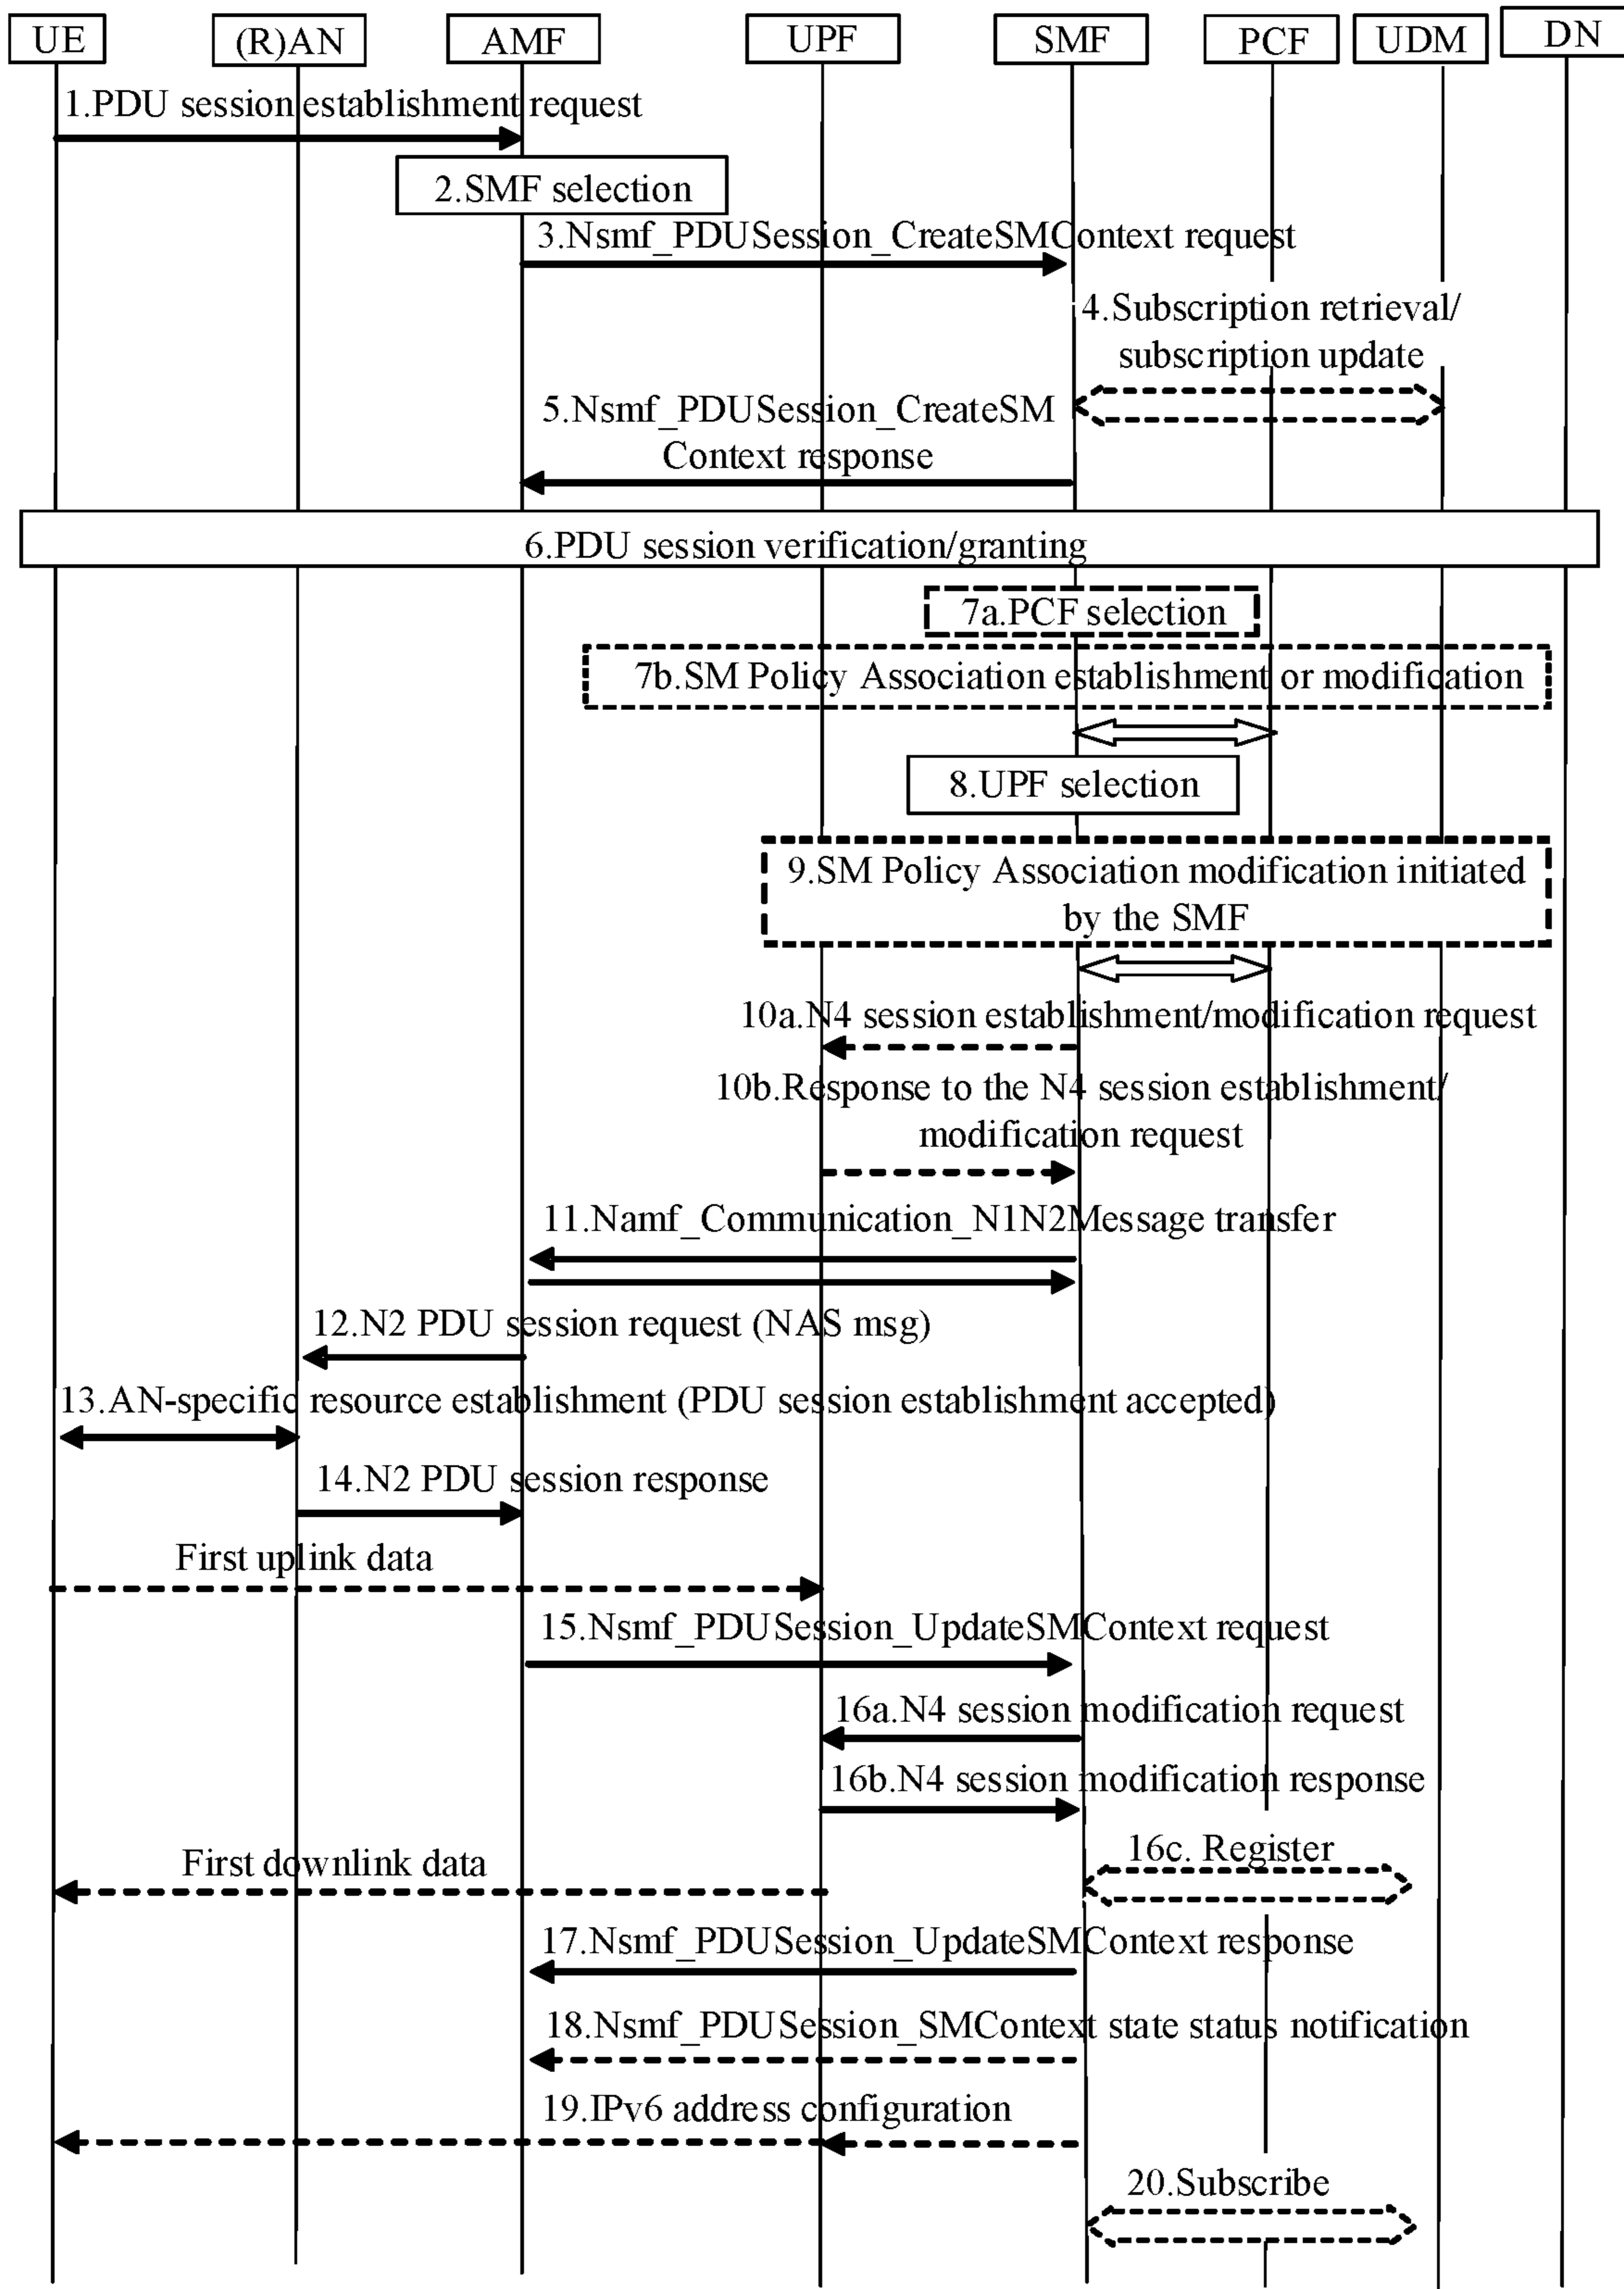 UE
(R)AN
AMF
UPF
SMF
PCF
UDM
DN
1.PDU session establishment request
2.SMF selection
3.Nsmf_PDUSession_CreateSMContext request
4.Subscription retrieval/
subscription update
5.Nsmf_PDUSession_CreateSM
Context response
6.PDU session verification/granting
7a.PCF selection
7b.SM Policy Association establishment or modification
8.UPF selection
9.SM Policy Association modification initiated
by the SMF
10a.N4 session establishment/modification request
10b.Response to the N4 session establishment/
modification request
11.Namf_Communication_N1N2Message transfer
12.N2 PDU session request (NAS msg)
13.AN-specific resource establishment (PDU session establishment accepted)
14.N2 PDU session response
First uplink data
15.Nsmf_PDUSession_UpdateSMContext request
16a.N4 session modification request
16b.N4 session modification response
16c. Register
First downlink data
17.Nsmf_PDUSession_UpdateSMContext response
18.Nsmf_PDUSession_SMContext state status notification
19.IPv6 address configuration
20.Subscribe